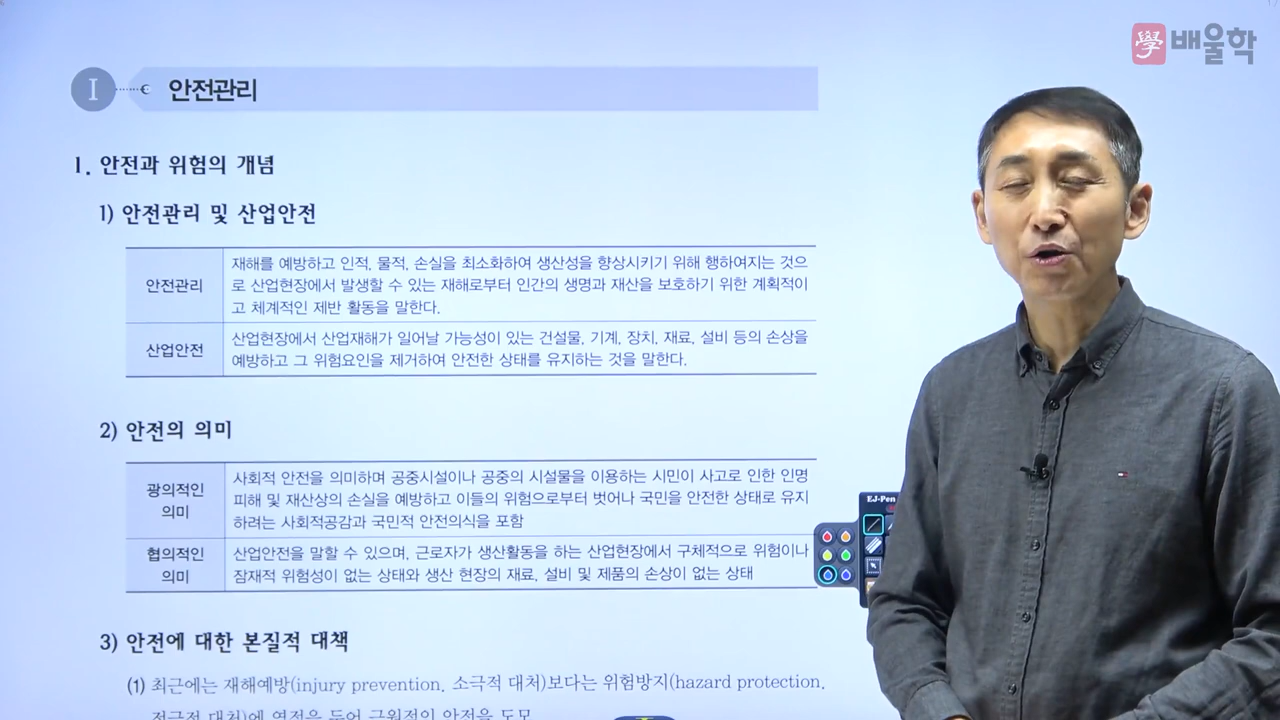 學 배울학
I 안전관리
1. 안전과 위험의 개념
1) 안전관리 및 산업안전
안전관리
재해를 예방하고 인적, 물적, 손실을 최소화하여 생산성을 향상시키기 위해 행하여지는 것으
로 산업현장에서 발생할 수 있는 재해로부터 인간의 생명과 재산을 보호하기 위한 계획적이
고 체계적인 제반 활동을 말한다.
산업안전
산업현장에서 산업재해가 일어날 가능성이 있는 건설물, 기계, 장치, 재료, 설비 등의 손상을
예방하고 그 위험요인을 제거하여 안전한 상태를 유지하는 것을 말한다.
2) 안전의 의미
광의적인
의미
사회적 안전을 의미하며 공중시설이나 공중의 시설물을 이용하는 시민이 사고로 인한 인명
피해 및 재산상의 손실을 예방하고 이들의 위험으로부터 벗어나 국민을 안전한 상태로 유지
하려는 사회적공감과 국민적 안전의식을 포함
협의적인
의미
산업안전을 말할 수 있으며, 근로자가 생산활동을 하는 산업현장에서 구체적으로 위험이나
잠재적 위험성이 없는 상태와 생산 현장의 재료, 설비 및 제품의 손상이 없는 상태
EJ-Pen
3) 안전에 대한 본질적 대책
(1) 최근에는 재해예방(injury prevention, 소극적 대처)보다는 위험방지(hazard protection,
적극적 대처)에 역점을 두어 근원적인 안전을 도모